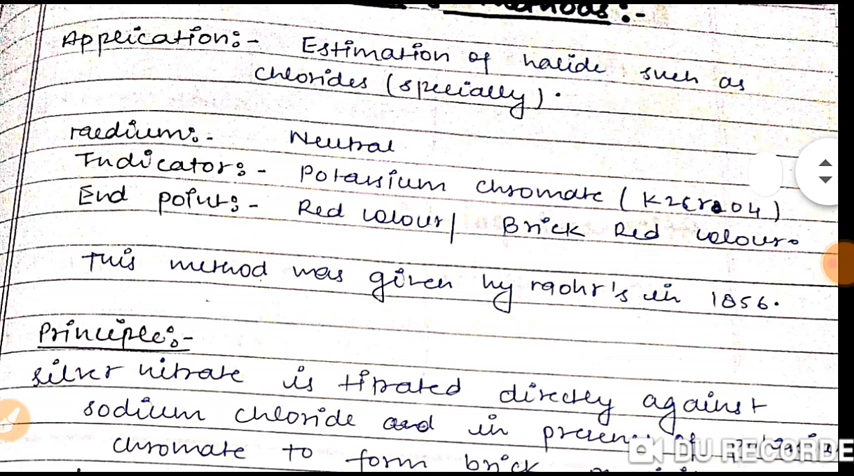 Methods:-
Application:- Estimation of halide such as
chlorides (specially).
Medium:- Neutral
Indicator:- Potassium chromate (K2Cr2O4)
End point:- Red colour/ Brick Red colour.
This method was given by Mohr's in 1856.
Principle:-
silver nitrate is titrated directly against
sodium chloride and in presence of
chromate to form brick
DU RECORDE